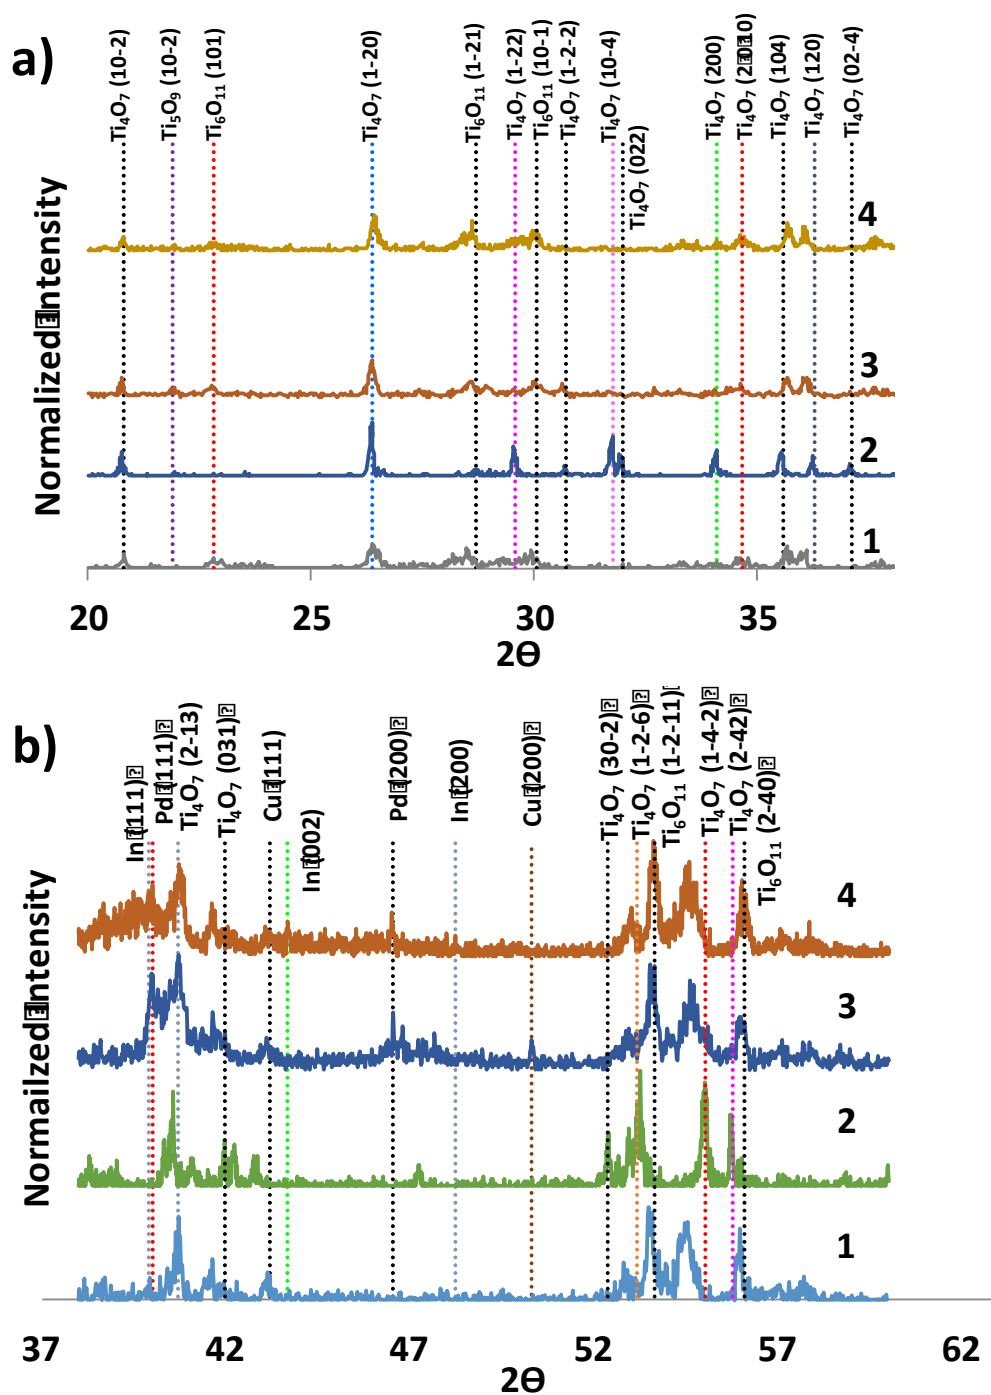 a)
Ti4O7 (10-2)
Ti5O9 (10-2)
Ti6O11 (101)
Ti4O7 (1-20)
Ti6O11 (1-21)
Ti4O7 (1-22)
Ti6O11 (10-1)
Ti4O7 (1-2-2)
Ti4O7 (10-4)
Ti4O7 (022)
Ti4O7 (200)
Ti4O7 (104)
Ti4O7 (120)
Ti4O7 (02-4)
Normalized Intensity
4
3
2
1
20
25
30
35
2Θ
b)
In (111)
Pd (111)
Ti4O7 (2-13)
Ti4O7 (031)
Cu (111)
In (002)
Pd (200)
In (200)
Cu (200)
Ti4O7 (30-2)
Ti4O7 (1-2-6)
Ti6O11 (1-2-11)
Ti4O7 (1-4-2)
Ti4O7 (2-42)
Ti6O11 (2-40)
Normailzed Intensity
4
3
2
1
37
42
47
52
57
62
2Θ